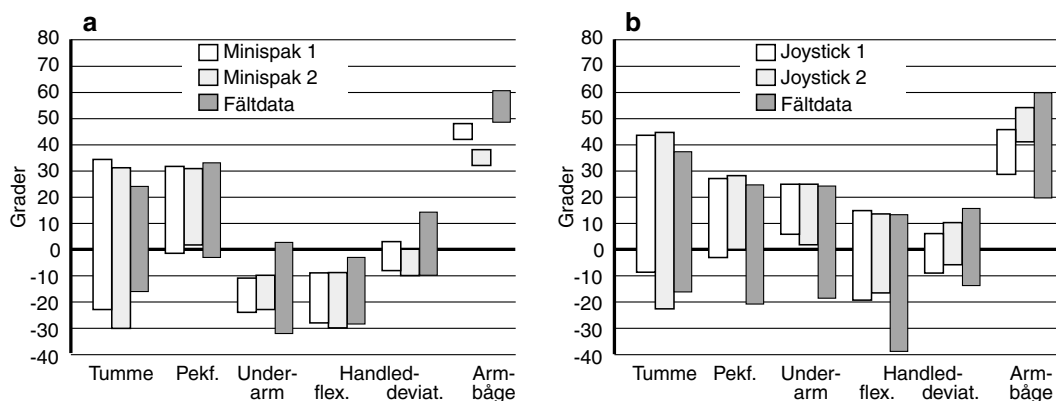 a
80
70
60
50
40
30
20
10
0
-10
-20
-30
-40
Grader
Minispak 1
Minispak 2
Fältdata
Tumme Pekf. Under- Handled- Arm-
arm flex. deviat. båge
b
80
70
60
50
40
30
20
10
0
-10
-20
-30
-40
Grader
Joystick 1
Joystick 2
Fältdata
Tumme Pekf. Under- Handled- Arm-
arm flex. deviat. båge